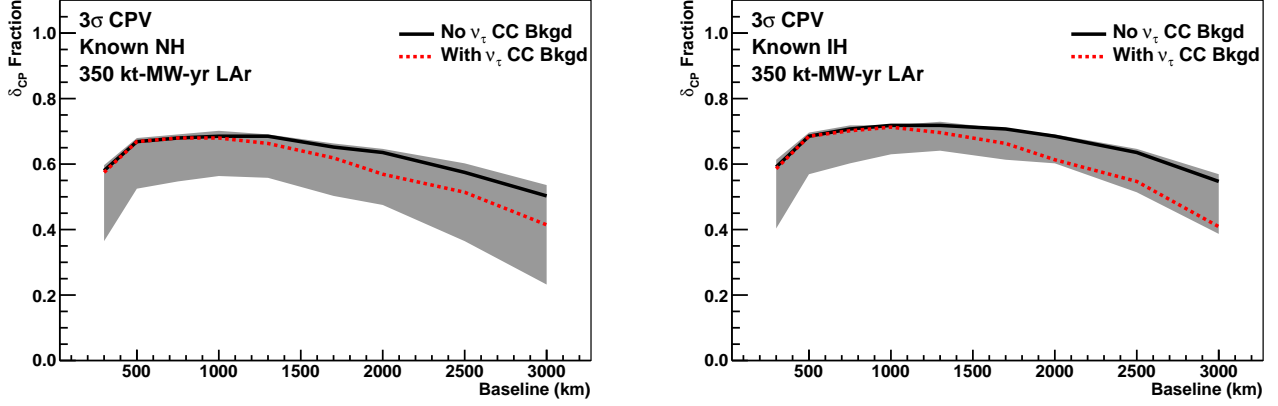 3σ CPV
Known NH
350 kt-MW-yr LAr
No ν_τ CC Bkgd
With ν_τ CC Bkgd
δ_CP Fraction
1.0
0.8
0.6
0.4
0.2
0.0
500 1000 1500 2000 2500 3000
Baseline (km)
3σ CPV
Known IH
350 kt-MW-yr LAr
No ν_τ CC Bkgd
With ν_τ CC Bkgd
δ_CP Fraction
1.0
0.8
0.6
0.4
0.2
0.0
500 1000 1500 2000 2500 3000
Baseline (km)